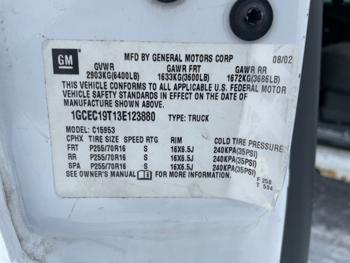 GM
MFD BY GENERAL MOTORS CORP 08/02
GVWR GAWR FRT GAWR RR
2903KG(6400LB) 1633KG(3600LB) 1672KG(3686LB)
THIS VEHICLE CONFORMS TO ALL APPLICABLE U.S. FEDERAL MOTOR
VEHICLE SAFETY STANDARDS IN EFFECT ON THE DATE OF
MANUFACTURE SHOWN ABOVE.
1GCEC19T13E123880 TYPE: TRUCK
MODEL: C15953
CPHX TIRE SIZE SPEED RTG RIM COLD TIRE PRESSURE
FRT P255/70R16 S 16X6.5J 240KPA(35PSI)
RR P255/70R16 S 16X6.5J 240KPA(35PSI)
SPA P255/70R16 S 16X6.5J 240KPA(35PSI)
SEE OWNER'S MANUAL FOR MORE INFORMATION.